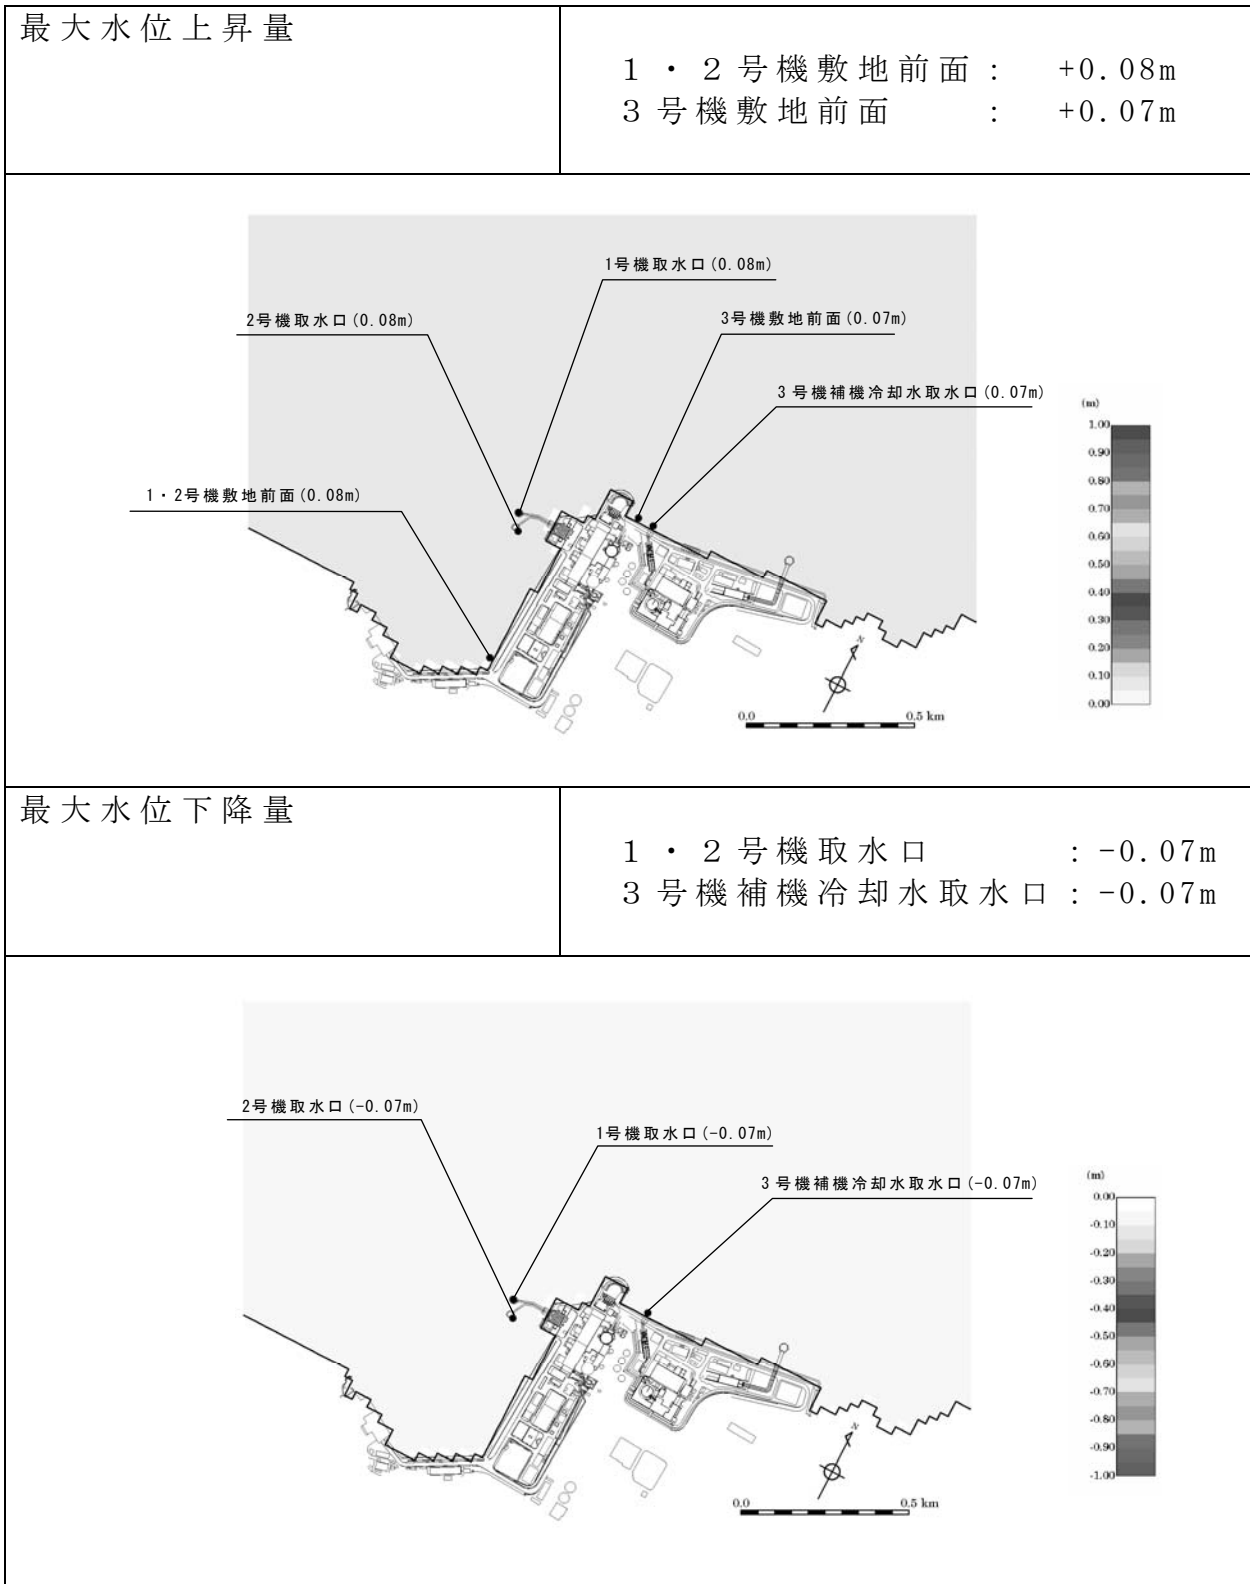 最大水位上昇量
１・２号機敷地前面： +0.08m
３号機敷地前面 ： +0.07m
1号機取水口(0.08m)
2号機取水口(0.08m)
3号機敷地前面(0.07m)
3号機補機冷却水取水口(0.07m)
1・2号機敷地前面(0.08m)
(m)
1.00
0.90
0.80
0.70
0.60
0.50
0.40
0.30
0.20
0.10
0.00
N
0.0 0.5 km
最大水位下降量
１・２号機取水口 ：-0.07m
３号機補機冷却水取水口：-0.07m
2号機取水口(-0.07m)
1号機取水口(-0.07m)
3号機補機冷却水取水口(-0.07m)
(m)
0.00
-0.10
-0.20
-0.30
-0.40
-0.50
-0.60
-0.70
-0.80
-0.90
-1.00
N
0.0 0.5 km